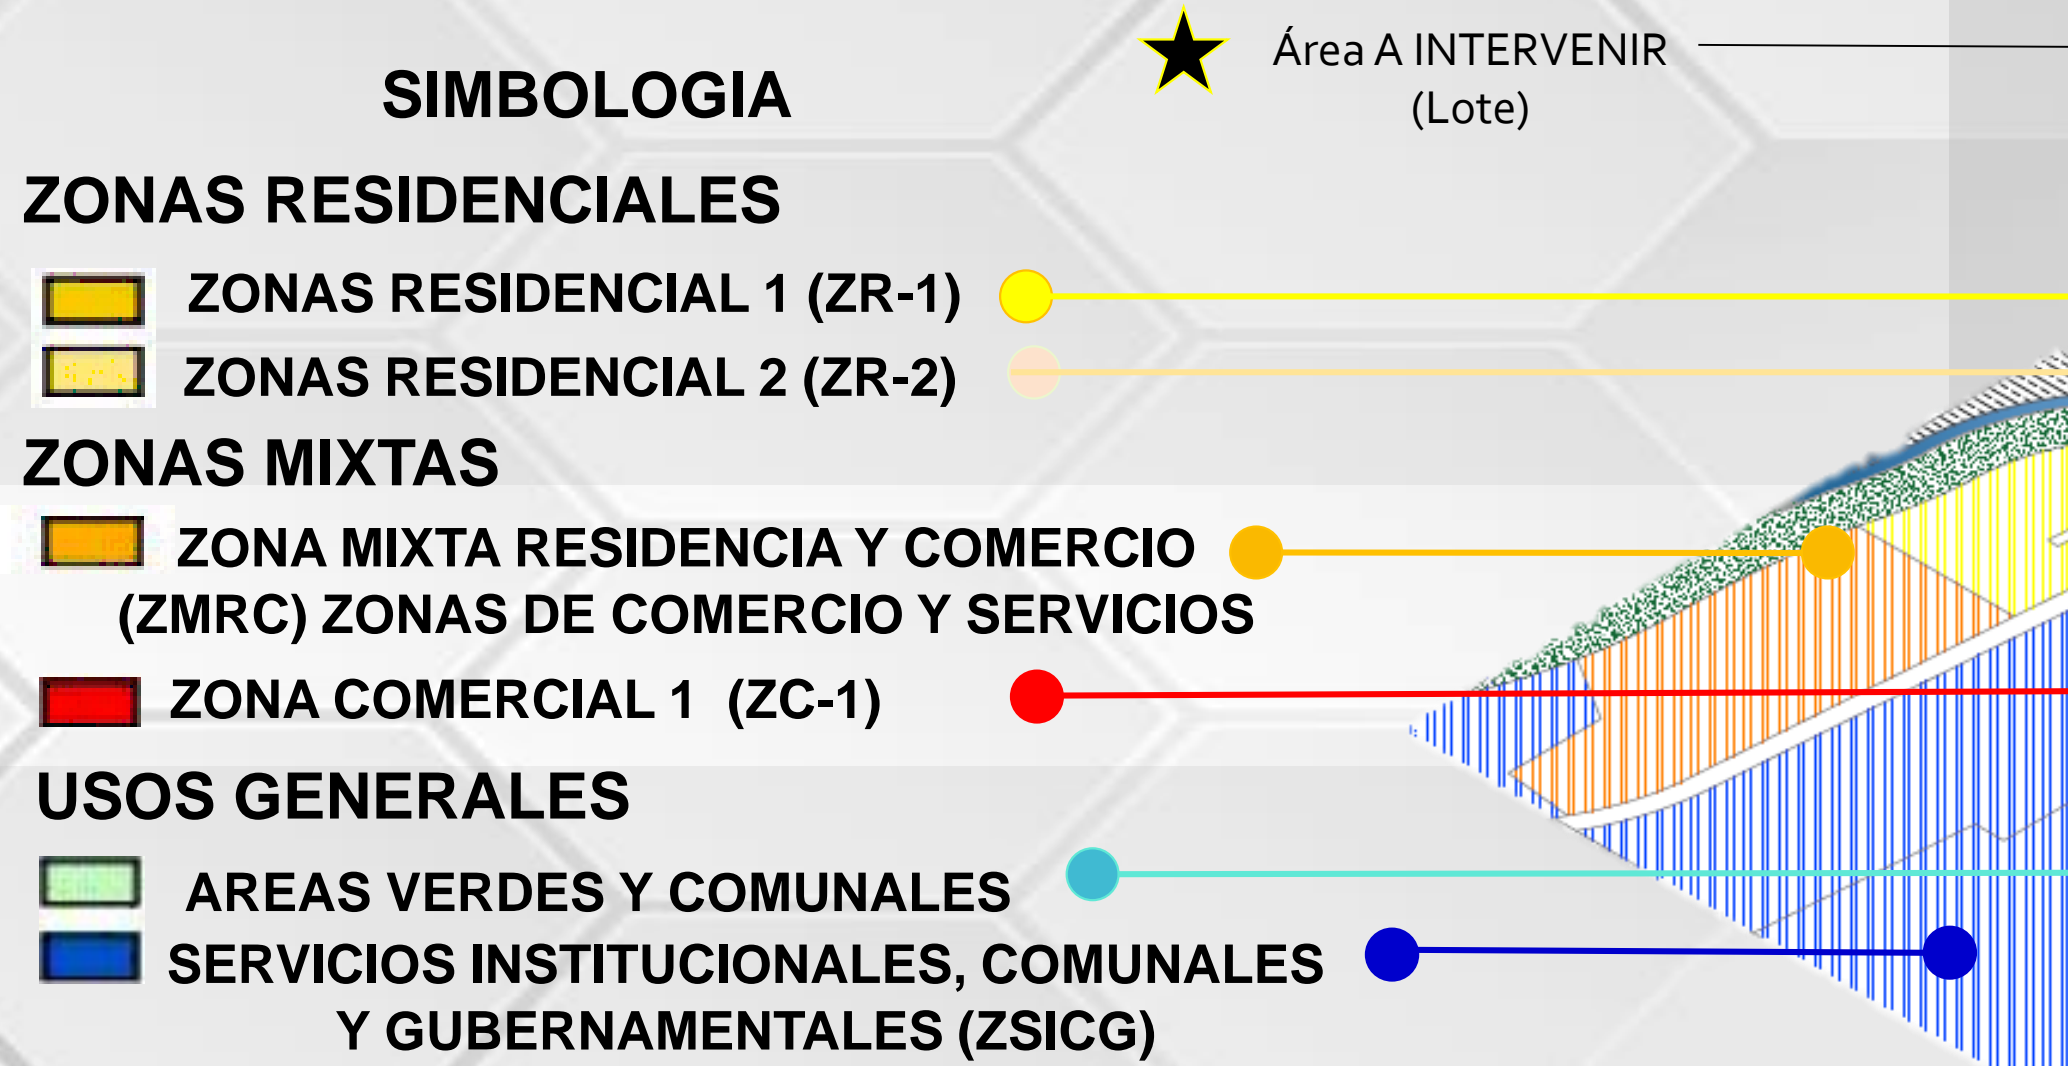 Área A INTERVENIR
(Lote)
SIMBOLOGIA
ZONAS RESIDENCIALES
ZONAS RESIDENCIAL 1 (ZR-1)
ZONAS RESIDENCIAL 2 (ZR-2)
ZONAS MIXTAS
ZONA MIXTA RESIDENCIA Y COMERCIO
(ZMRC) ZONAS DE COMERCIO Y SERVICIOS
ZONA COMERCIAL 1 (ZC-1)
USOS GENERALES
AREAS VERDES Y COMUNALES
SERVICIOS INSTITUCIONALES, COMUNALES
Y GUBERNAMENTALES (ZSICG)